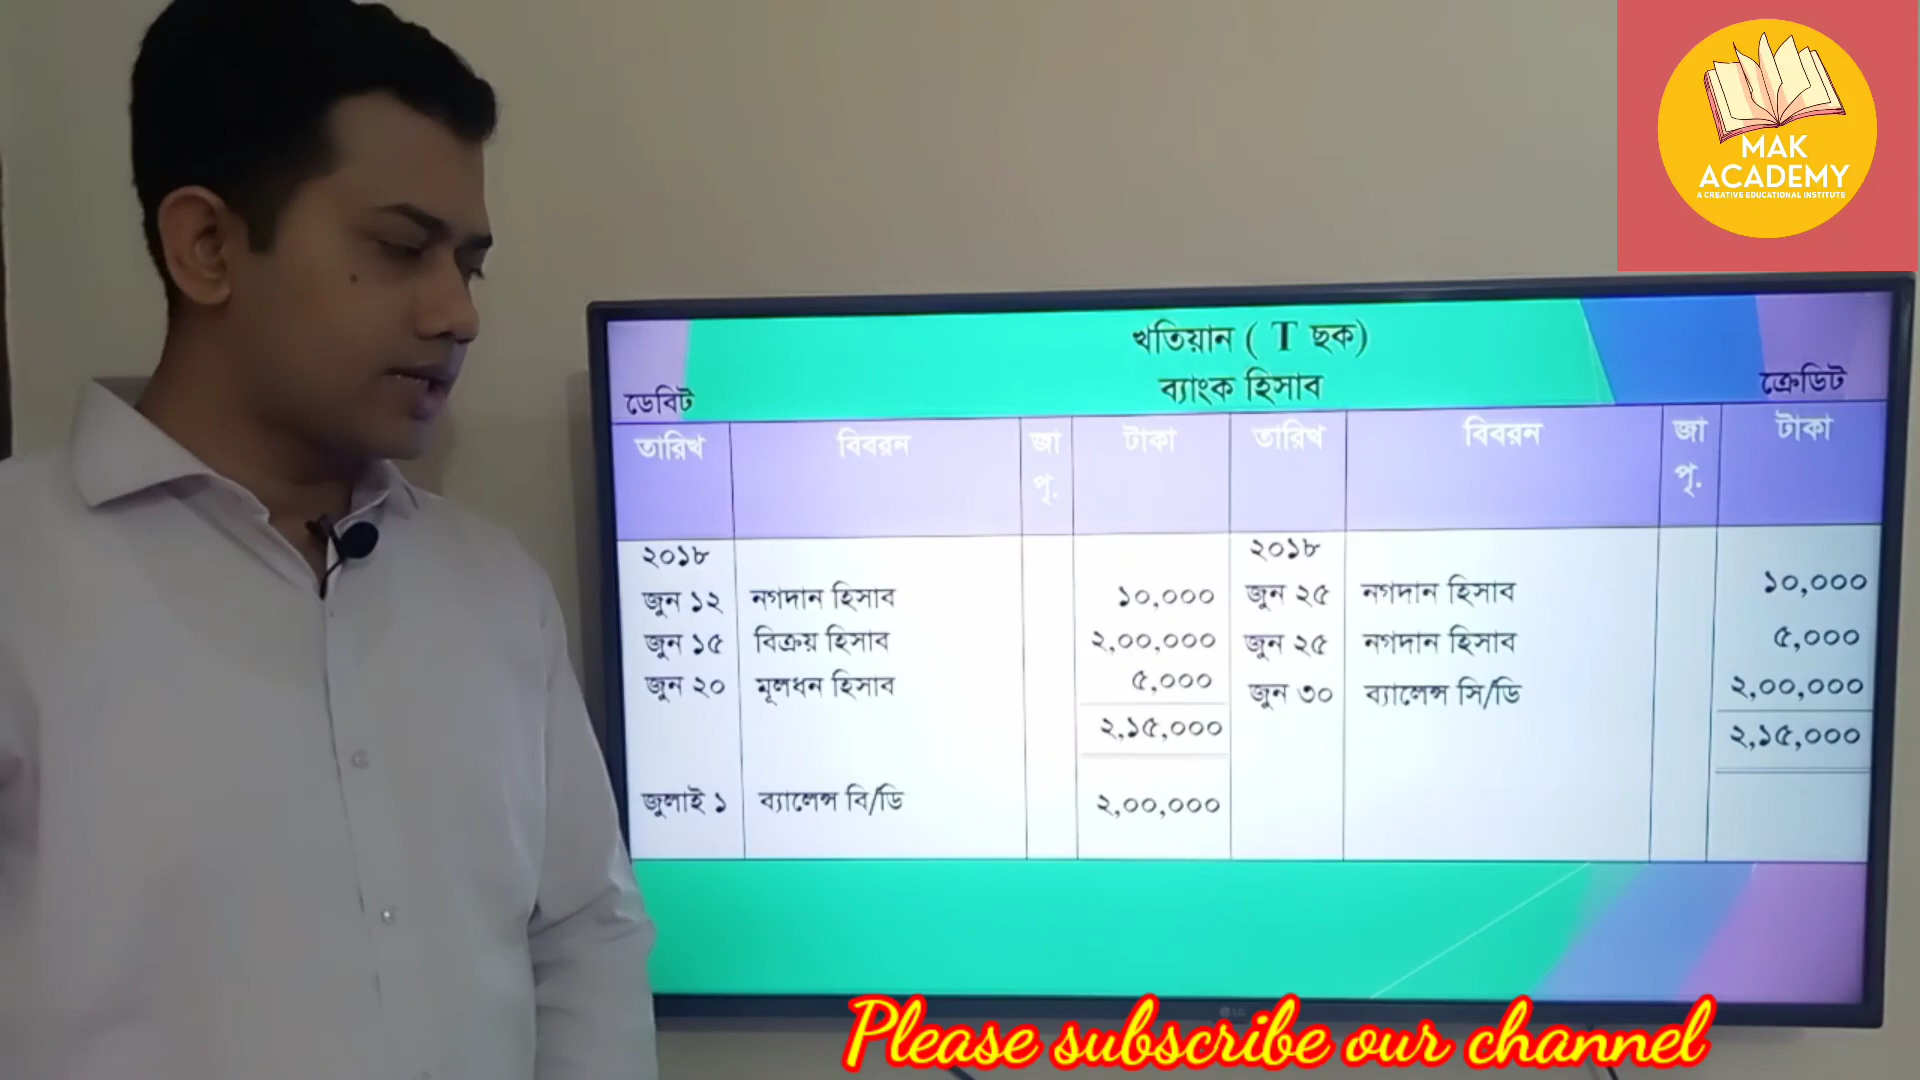 MAK
ACADEMY
A CREATIVE EDUCATIONAL INSTITUTE
খতিয়ান ( T ছক)
ব্যাংক হিসাব
ডেবিট ক্রেডিট
তারিখ বিবরন জা পৃ. টাকা তারিখ বিবরন জা পৃ. টাকা
২০১৮ ২০১৮
জুন ১২ নগদান হিসাব ১০,০০০ জুন ২৫ নগদান হিসাব ১০,০০০
জুন ১৫ বিক্রয় হিসাব ২,০০,০০০ জুন ২৫ নগদান হিসাব ৫,০০০
জুন ২০ মূলধন হিসাব ৫,০০০ জুন ৩০ ব্যালেন্স সি/ডি ২,০০,০০০
২,১৫,০০০ ২,১৫,০০০
জুলাই ১ ব্যালেন্স বি/ডি ২,০০,০০০
LG
Please subscribe our channel